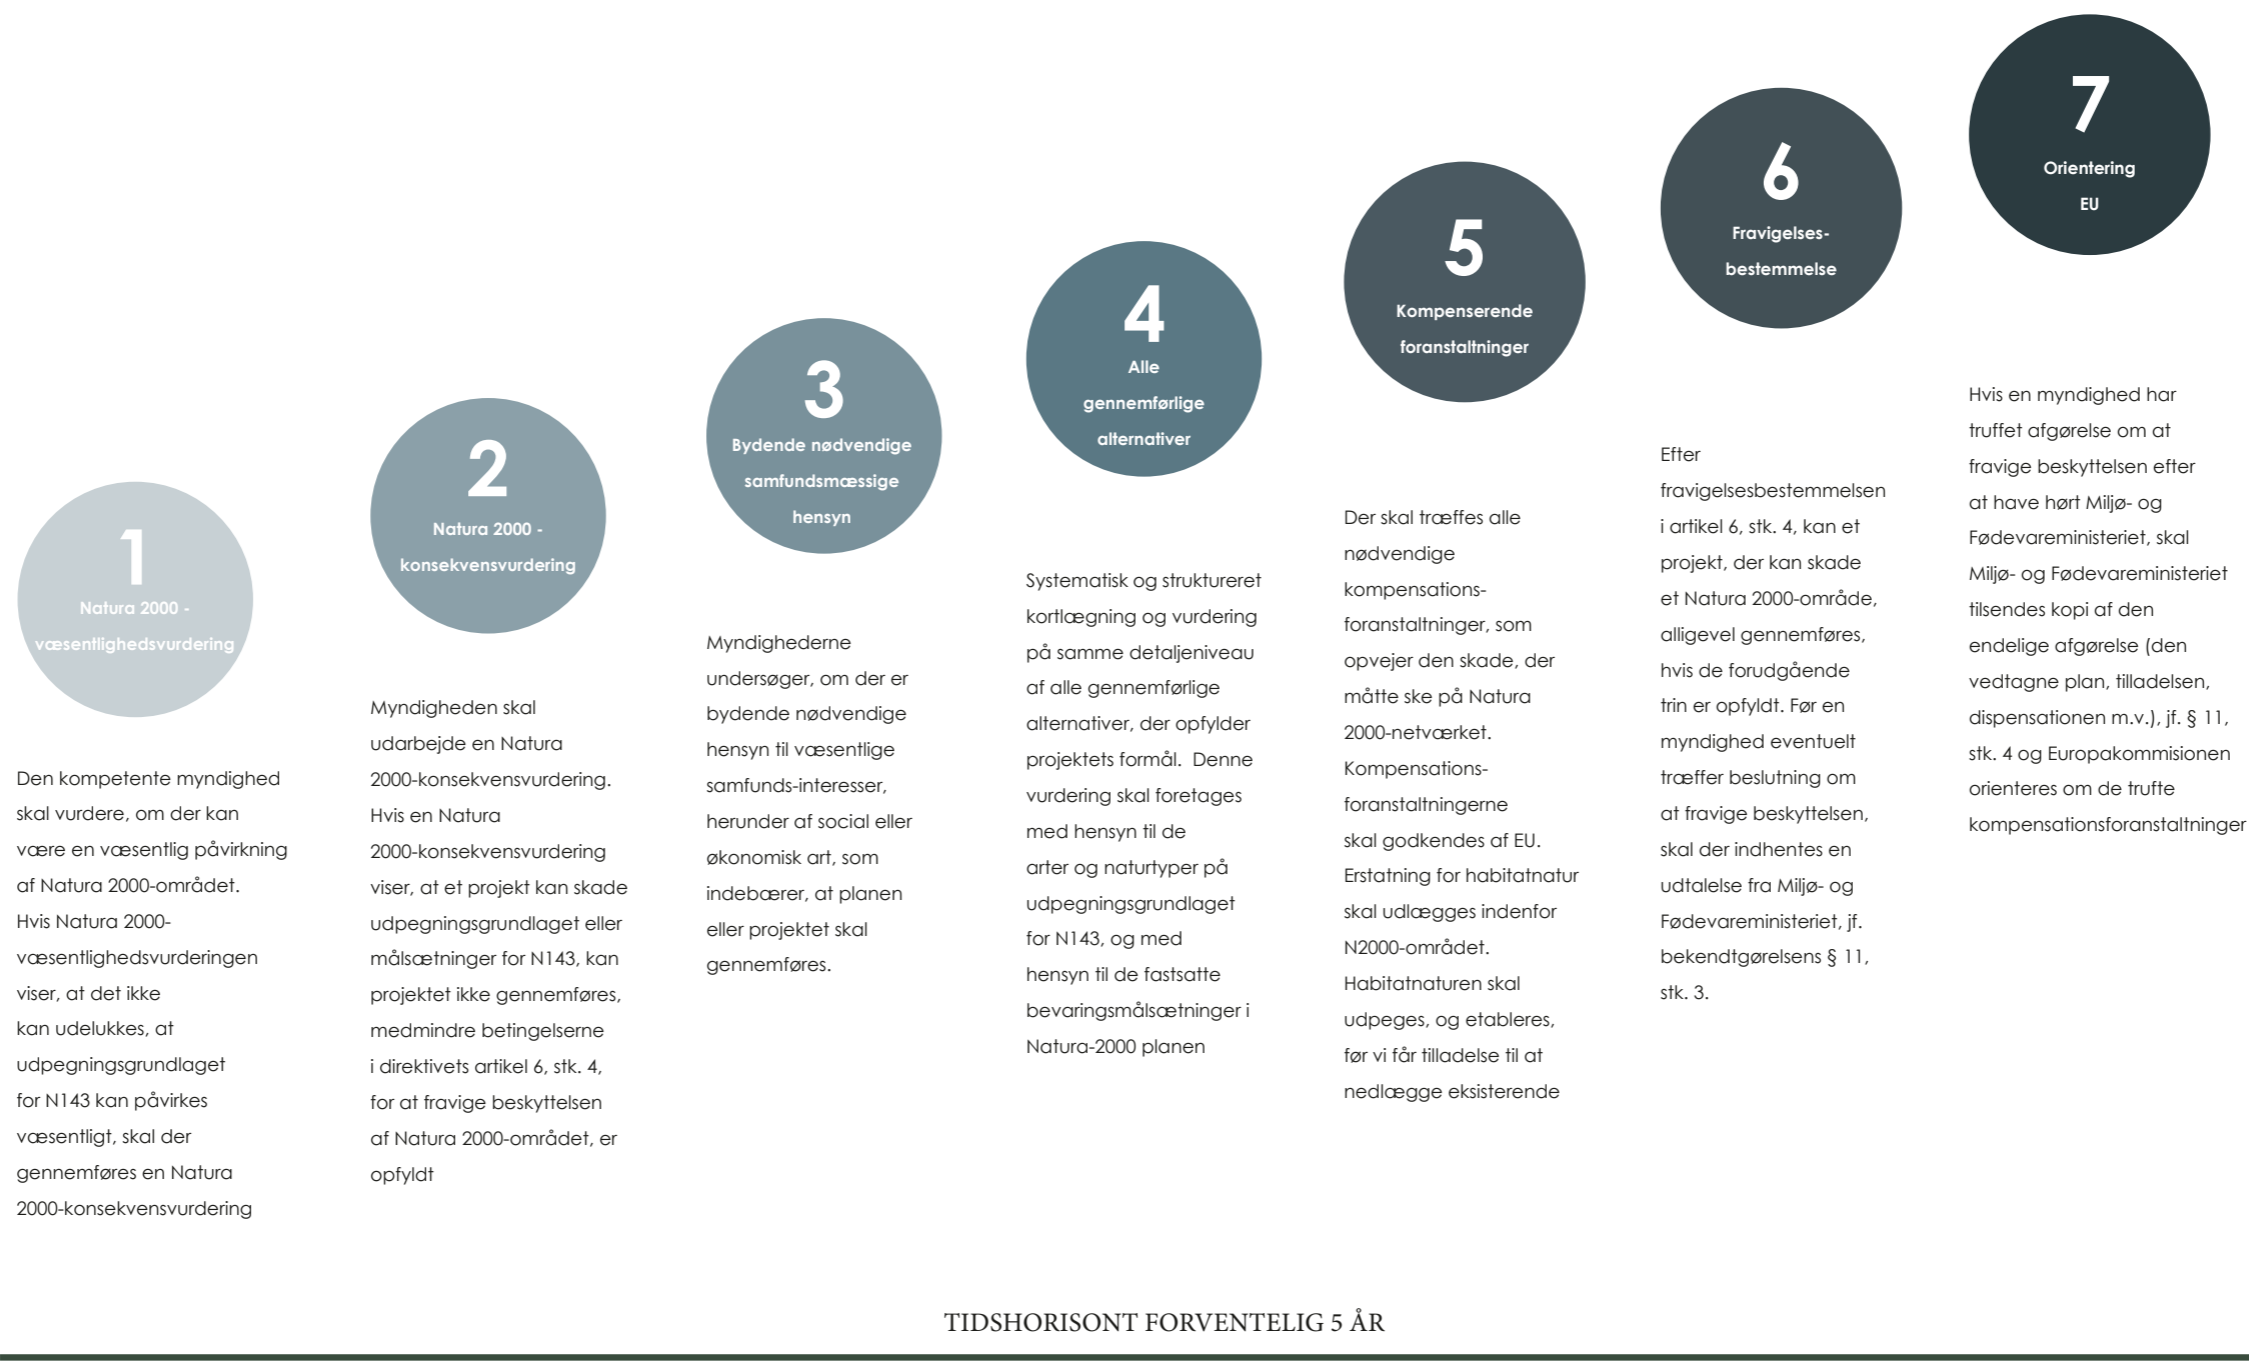 1
Natura 2000 -
væsentlighedsvurdering
Den kompetente myndighed
skal vurdere, om der kan
være en væsentlig påvirkning
af Natura 2000-området.
Hvis Natura 2000-
væsentlighedsvurderingen
viser, at det ikke
kan udelukkes, at
udpegningsgrundlaget
for N143 kan påvirkes
væsentligt, skal der
gennemføres en Natura
2000-konsekvensvurdering
2
Natura 2000 -
konsekvensvurdering
Myndigheden skal
udarbejde en Natura
2000-konsekvensvurdering.
Hvis en Natura
2000-konsekvensvurdering
viser, at et projekt kan skade
udpegningsgrundlaget eller
målsætninger for N143, kan
projektet ikke gennemføres,
medmindre betingelserne
i direktivets artikel 6, stk. 4,
for at fravige beskyttelsen
af Natura 2000-området, er
opfyldt
3
Bydende nødvendige
samfundsmæssige
hensyn
Myndighederne
undersøger, om der er
bydende nødvendige
hensyn til væsentlige
samfunds-interesser,
herunder af social eller
økonomisk art, som
indebærer, at planen
eller projektet skal
gennemføres.
4
Alle
gennemførlige
alternativer
Systematisk og struktureret
kortlægning og vurdering
på samme detaljeniveau
af alle gennemførlige
alternativer, der opfylder
projektets formål.  Denne
vurdering skal foretages
med hensyn til de
arter og naturtyper på
udpegningsgrundlaget
for N143, og med
hensyn til de fastsatte
bevaringsmålsætninger i
Natura-2000 planen
5
Kompenserende
foranstaltninger
Der skal træffes alle
nødvendige
kompensations-
foranstaltninger, som
opvejer den skade, der
måtte ske på Natura
2000-netværket.
Kompensations-
foranstaltningerne
skal godkendes af EU.
Erstatning for habitatnatur
skal udlægges indenfor
N2000-området.
Habitatnaturen skal
udpeges, og etableres,
før vi får tilladelse til at
nedlægge eksisterende
6
Fravigelses-
bestemmelse
Efter
fravigelsesbestemmelsen
i artikel 6, stk. 4, kan et
projekt, der kan skade
et Natura 2000-område,
alligevel gennemføres,
hvis de forudgående
trin er opfyldt. Før en
myndighed eventuelt
træffer beslutning om
at fravige beskyttelsen,
skal der indhentes en
udtalelse fra Miljø- og
Fødevareministeriet, jf.
bekendtgørelsens § 11,
stk. 3.
7
Orientering
EU
Hvis en myndighed har
truffet afgørelse om at
fravige beskyttelsen efter
at have hørt Miljø- og
Fødevareministeriet, skal
Miljø- og Fødevareministeriet
tilsendes kopi af den
endelige afgørelse (den
vedtagne plan, tilladelsen,
dispensationen m.v.), jf. § 11,
stk. 4 og Europakommisionen
orienteres om de trufte
kompensationsforanstaltninger
TIDSHORISONT FORVENTELIG 5 ÅR